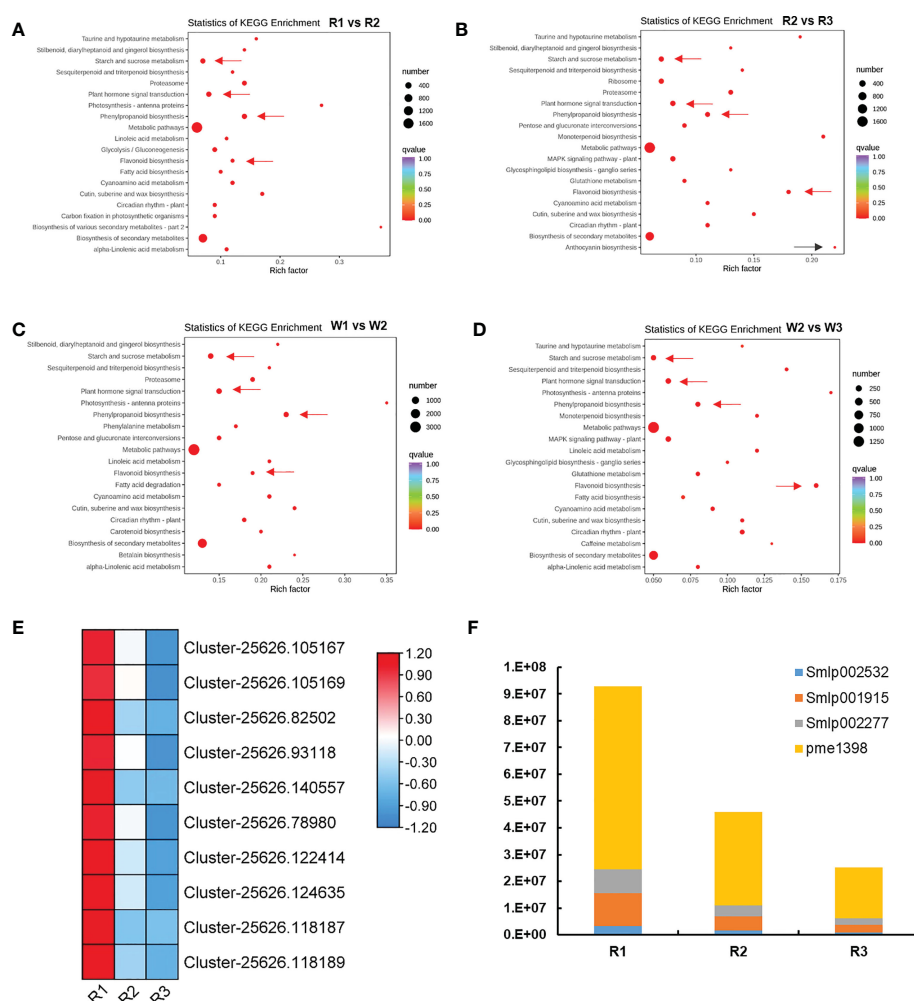 A
Statistics of KEGG Enrichment R1 vs R2
Taurine and hypotaurine metabolism
Stilbenoid, diarylheptanoid and gingerol biosynthesis
Starch and sucrose metabolism
Sesquiterpenoid and triterpenoid biosynthesis
Proteasome
Plant hormone signal transduction
Photosynthesis - antenna proteins
Phenylpropanoid biosynthesis
Metabolic pathways
Linoleic acid metabolism
Glycolysis / Gluconeogenesis
Flavonoid biosynthesis
Fatty acid biosynthesis
Cyanoamino acid metabolism
Cutin, suberine and wax biosynthesis
Circadian rhythm - plant
Carbon fixation in photosynthetic organisms
Biosynthesis of various secondary metabolites - part 2
Biosynthesis of secondary metabolites
alpha-Linolenic acid metabolism
0.1 0.2 0.3
Rich factor
number
400
800
1200
1600
qvalue
1.00
0.75
0.50
0.25
0.00
B
Statistics of KEGG Enrichment R2 vs R3
Taurine and hypotaurine metabolism
Stilbenoid, diarylheptanoid and gingerol biosynthesis
Starch and sucrose metabolism
Sesquiterpenoid and triterpenoid biosynthesis
Ribosome
Proteasome
Plant hormone signal transduction
Phenylpropanoid biosynthesis
Pentose and glucuronate interconversions
Monoterpenoid biosynthesis
Metabolic pathways
MAPK signaling pathway - plant
Glycosphingolipid biosynthesis - ganglio series
Glutathione metabolism
Flavonoid biosynthesis
Cyanoamino acid metabolism
Cutin, suberine and wax biosynthesis
Circadian rhythm - plant
Biosynthesis of secondary metabolites
Anthocyanin biosynthesis
0.10 0.15 0.20
Rich factor
number
400
800
1200
1600
qvalue
1.00
0.75
0.50
0.25
0.00
C
Statistics of KEGG Enrichment W1 vs W2
Stilbenoid, diarylheptanoid and gingerol biosynthesis
Starch and sucrose metabolism
Sesquiterpenoid and triterpenoid biosynthesis
Proteasome
Plant hormone signal transduction
Photosynthesis - antenna proteins
Phenylpropanoid biosynthesis
Phenylalanine metabolism
Pentose and glucuronate interconversions
Metabolic pathways
Linoleic acid metabolism
Flavonoid biosynthesis
Fatty acid degradation
Cyanoamino acid metabolism
Cutin, suberine and wax biosynthesis
Circadian rhythm - plant
Carotenoid biosynthesis
Biosynthesis of secondary metabolites
Betalain biosynthesis
alpha-Linolenic acid metabolism
0.15 0.20 0.25 0.30 0.35
Rich factor
number
1000
2000
3000
qvalue
1.00
0.75
0.50
0.25
0.00
D
Statistics of KEGG Enrichment W2 vs W3
Taurine and hypotaurine metabolism
Starch and sucrose metabolism
Sesquiterpenoid and triterpenoid biosynthesis
Plant hormone signal transduction
Photosynthesis - antenna proteins
Phenylpropanoid biosynthesis
Monoterpenoid biosynthesis
Metabolic pathways
MAPK signaling pathway - plant
Linoleic acid metabolism
Glycosphingolipid biosynthesis - ganglio series
Glutathione metabolism
Flavonoid biosynthesis
Fatty acid biosynthesis
Cyanoamino acid metabolism
Cutin, suberine and wax biosynthesis
Circadian rhythm - plant
Caffeine metabolism
Biosynthesis of secondary metabolites
alpha-Linolenic acid metabolism
0.050 0.075 0.100 0.125 0.150 0.175
Rich factor
number
250
500
750
1000
1250
qvalue
1.00
0.75
0.50
0.25
0.00
E
Cluster-25626.105167
Cluster-25626.105169
Cluster-25626.82502
Cluster-25626.93118
Cluster-25626.140557
Cluster-25626.78980
Cluster-25626.122414
Cluster-25626.124635
Cluster-25626.118187
Cluster-25626.118189
R1 R2 R3
1.20
0.90
0.60
0.30
0.00
-0.30
-0.60
-0.90
-1.20
F
1.E+08
9.E+07
8.E+07
7.E+07
6.E+07
5.E+07
4.E+07
3.E+07
2.E+07
1.E+07
0.E+00
R1 R2 R3
Smlp002532
Smlp001915
Smlp002277
pme1398